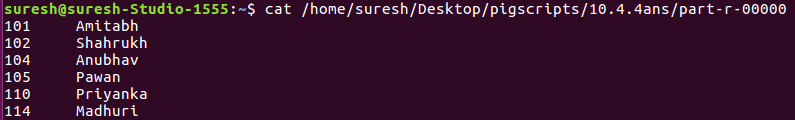 suresh@suresh-Studio-1555:~$ cat /home/suresh/Desktop/pigscripts/10.4.4ans/part-r-00000
101 Amitabh
102 Shahrukh
104 Anubhav
105 Pawan
110 Priyanka
114 Madhuri